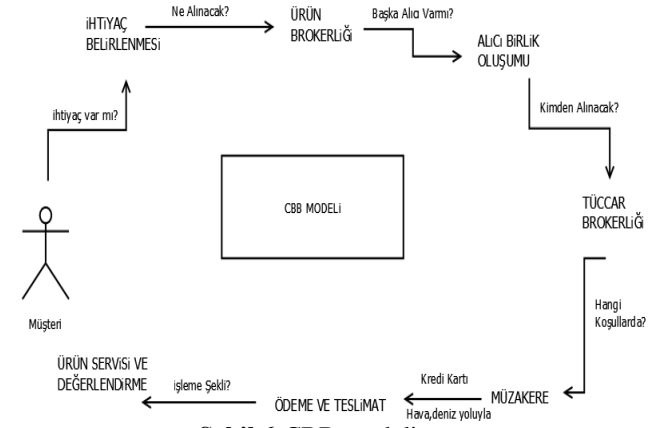 Ne Alınacak?
İHTİYAÇ
BELİRLENMESİ
ÜRÜN
BROKERLİĞİ
Başka Alıcı Varmı?
ALICI BİRLİK
OLUŞUMU
ihtiyaç var mı?
Kimden Alınacak?
CBB MODELİ
TÜCCAR
BROKERLİĞİ
Müşteri
Hangi
Koşullarda?
ÜRÜN SERVİSİ VE
DEĞERLENDİRME
işleme Şekli?
ÖDEME VE TESLİMAT
Kredi Kartı
Hava,deniz yoluyla
MÜZAKERE